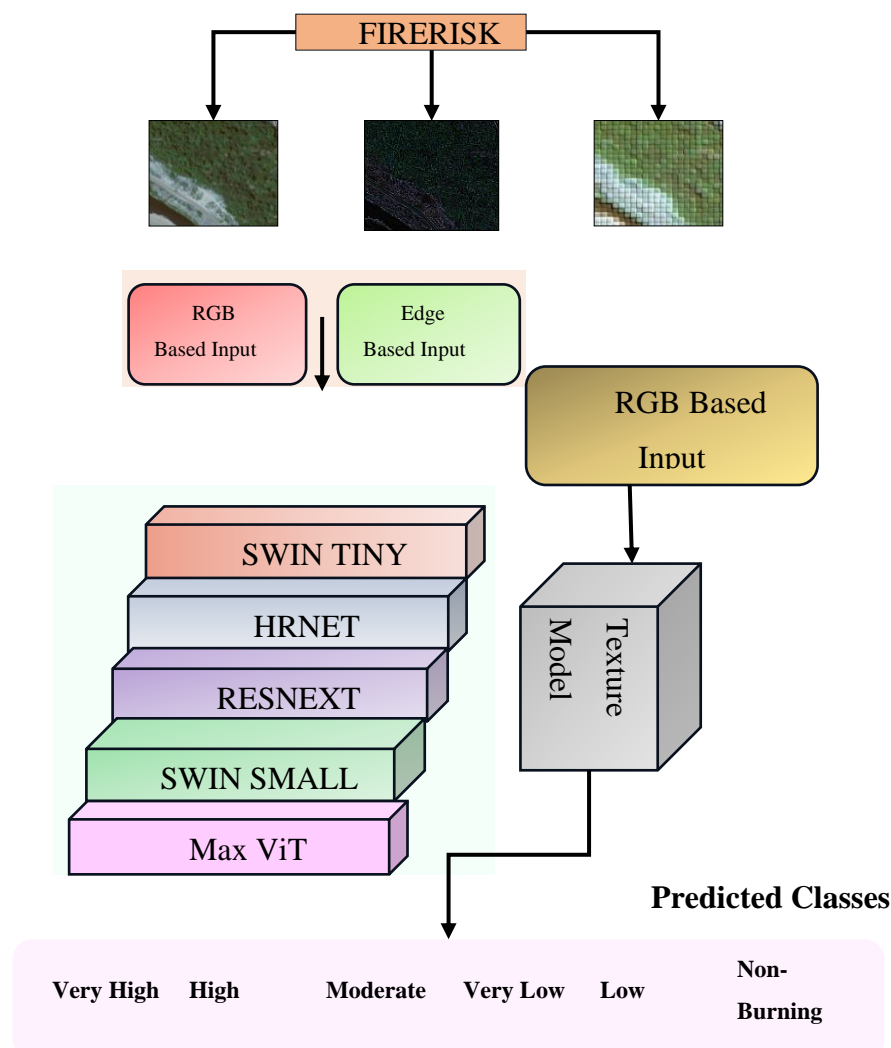 FIRERISK
RGB
Based Input
Edge
Based Input
RGB Based
Input
SWIN TINY
HRNET
RESNEXT
SWIN SMALL
Max ViT
Texture
Model
Predicted Classes
Very High High Moderate Very Low Low Non-
Burning